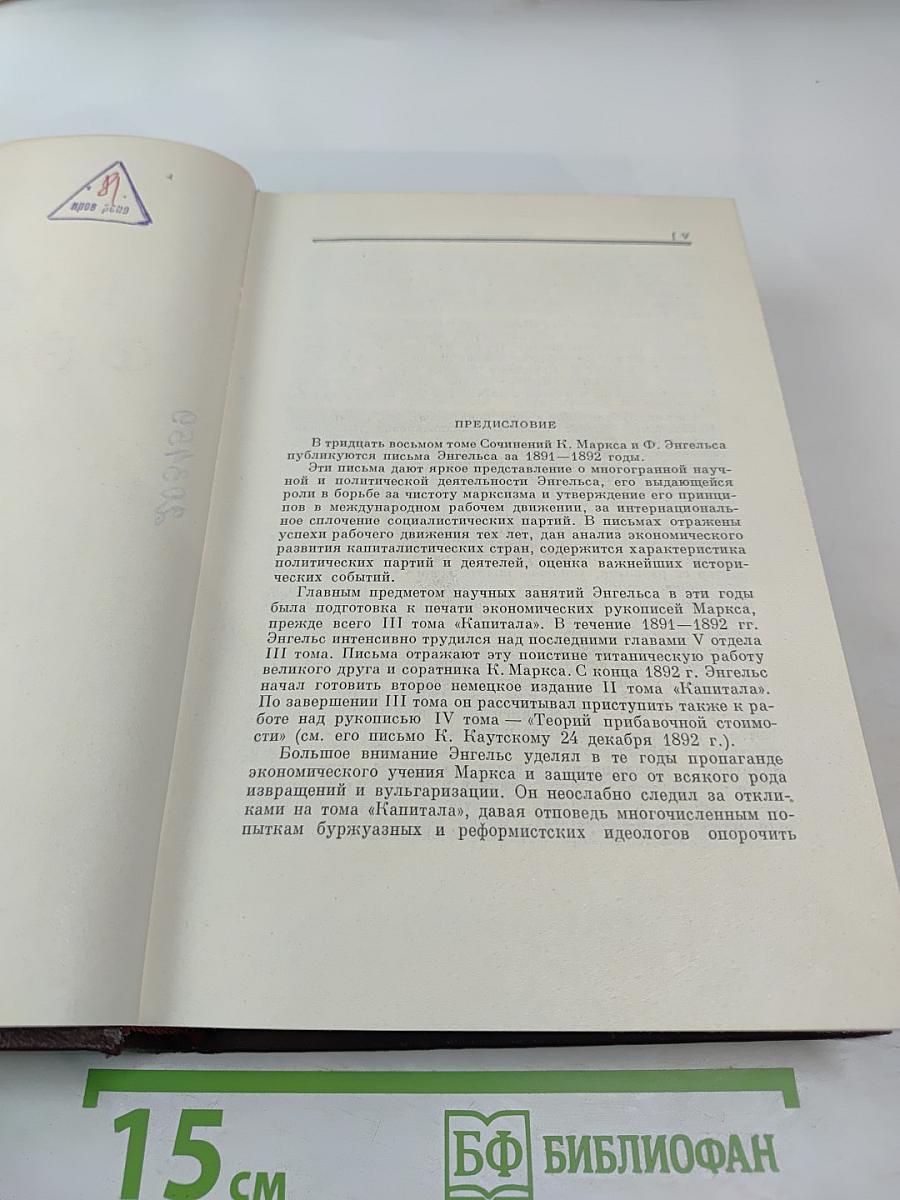 [ V
ПРЕДИСЛОВИЕ
В тридцать восьмом томе Сочинений К. Маркса и Ф. Энгельса
публикуются письма Энгельса за 1891—1892 годы.
Эти письма дают яркое представление о многогранной науч-
ной и политической деятельности Энгельса, его выдающейся
роли в борьбе за чистоту марксизма и утверждение его принци-
пов в международном рабочем движении, за интернациональ-
ное сплочение социалистических партий. В письмах отражены
успехи рабочего движения тех лет, дан анализ экономического
развития капиталистических стран, содержится характеристика
политических партий и деятелей, оценка важнейших истори-
ческих событий.
Главным предметом научных занятий Энгельса в эти годы
была подготовка к печати экономических рукописей Маркса,
прежде всего III тома «Капитала». В течение 1891—1892 гг.
Энгельс интенсивно трудился над последними главами V отдела
III тома. Письма отражают эту поистине титаническую работу
великого друга и соратника К. Маркса. С конца 1892 г. Энгельс
начал готовить второе немецкое издание II тома «Капитала».
По завершении III тома он рассчитывал приступить также к ра-
боте над рукописью IV тома — «Теорий прибавочной стоимо-
сти» (см. его письмо К. Каутскому 24 декабря 1892 г.).
Большое внимание Энгельс уделял в те годы пропаганде
экономического учения Маркса и защите его от всякого рода
извращений и вульгаризации. Он неослабно следил за откли-
ками на тома «Капитала», давая отповедь многочисленным по-
пыткам буржуазных и реформистских идеологов опорочить
15 см
БФ БИБЛИОФАН